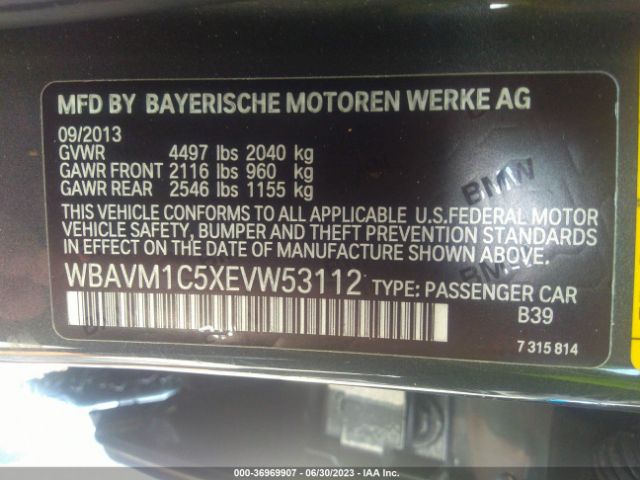 MFD BY BAYERISCHE MOTOREN WERKE AG
09/2013
GVWR 4497 lbs 2040 kg
GAWR FRONT 2116 lbs 960 kg
GAWR REAR 2546 lbs 1155 kg
THIS VEHICLE CONFORMS TO ALL APPLICABLE U.S.FEDERAL MOTOR
VEHICLE SAFETY, BUMPER AND THEFT PREVENTION STANDARDS
IN EFFECT ON THE DATE OF MANUFACTURE SHOWN ABOVE.
WBAVM1C5XEVW53112 TYPE: PASSENGER CAR
B39
7 315 814
BMW
BMW
000-36969907 - 06/30/2023 - IAA Inc.